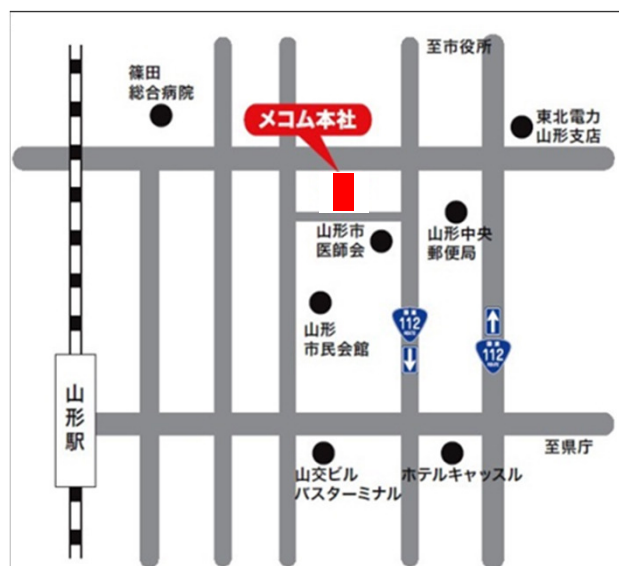 至市役所
篠田
総合病院
メコム本社
東北電力
山形支店
山形市
医師会
山形中央
郵便局
112
112
山形
市民会館
山形駅
至県庁
山交ビル
バスターミナル
ホテルキャッスル